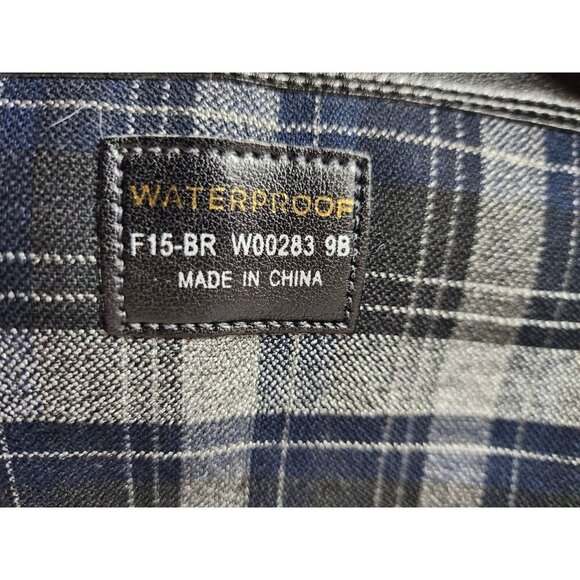 WATERPROOF
F15-BR W00283 9B
MADE IN CHINA